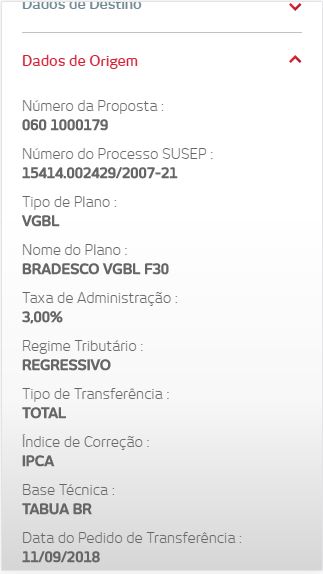 Dados de Destino
Dados de Origem
Número da Proposta :
060 1000179
Número do Processo SUSEP :
15414.002429/2007-21
Tipo de Plano :
VGBL
Nome do Plano :
BRADESCO VGBL F30
Taxa de Administração :
3,00%
Regime Tributário :
REGRESSIVO
Tipo de Transferência :
TOTAL
Índice de Correção :
IPCA
Base Técnica :
TABUA BR
Data do Pedido de Transferência :
11/09/2018